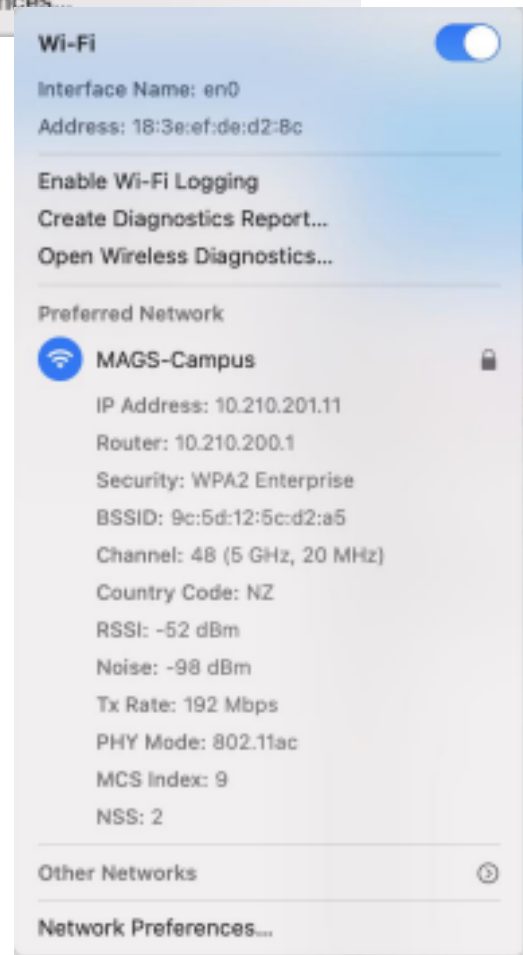 Wi-Fi
Interface Name: en0
Address: 18:3e:ef:de:d2:8c
Enable Wi-Fi Logging
Create Diagnostics Report...
Open Wireless Diagnostics...
Preferred Network
MAGS-Campus
IP Address: 10.210.201.11
Router: 10.210.200.1
Security: WPA2 Enterprise
BSSID: 9c:5d:12:5c:d2:a5
Channel: 48 (5 GHz, 20 MHz)
Country Code: NZ
RSSI: -52 dBm
Noise: -98 dBm
Tx Rate: 192 Mbps
PHY Mode: 802.11ac
MCS Index: 9
NSS: 2
Other Networks
Network Preferences...